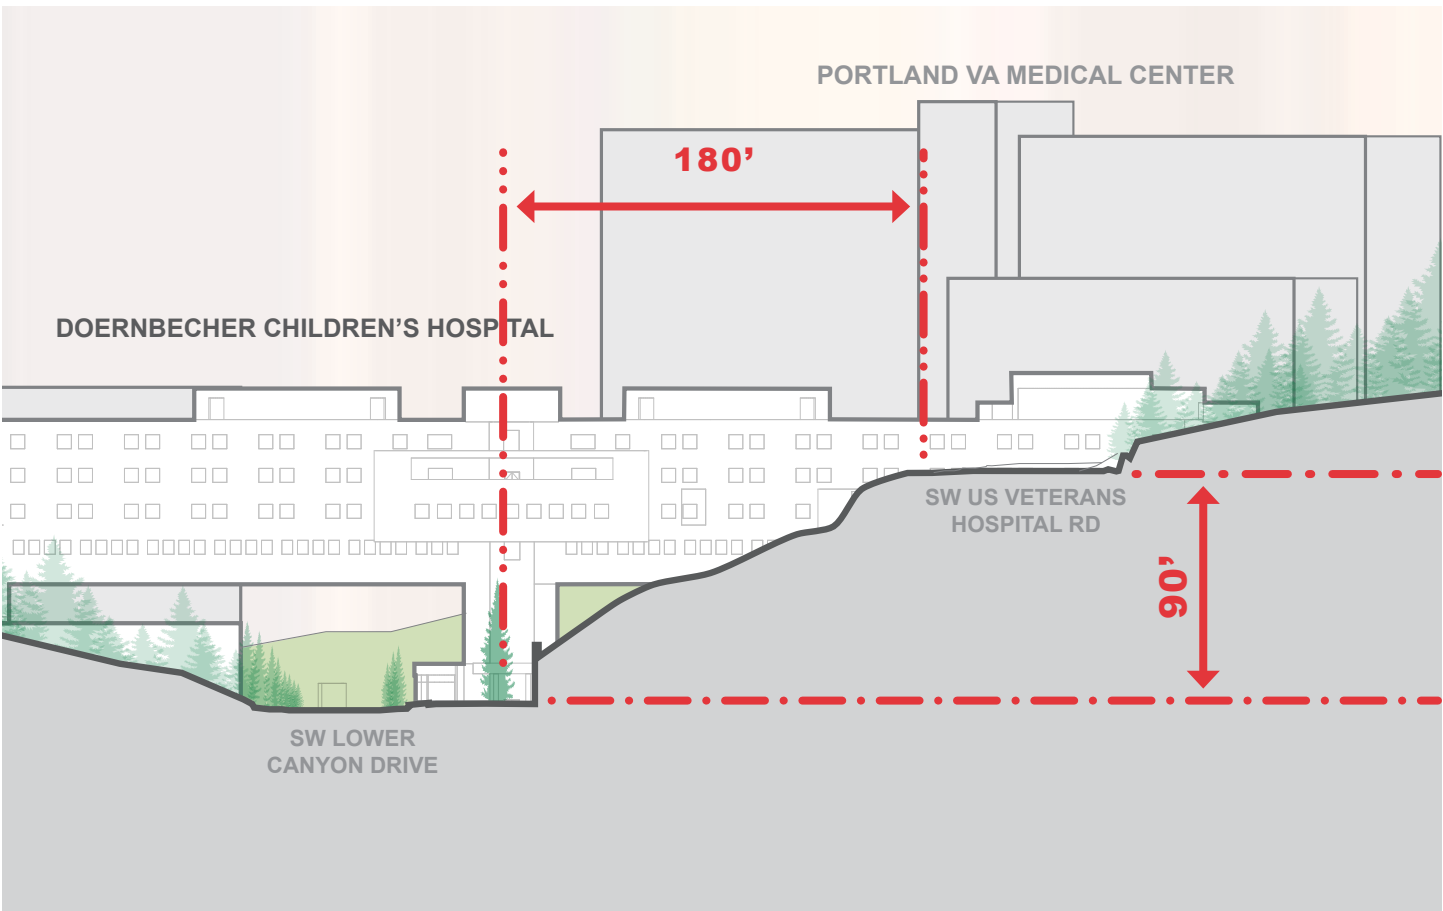 PORTLAND VA MEDICAL CENTER
180’
DOERNBECHER CHILDREN’S HOSPITAL
SW US VETERANS
HOSPITAL RD
90’
SW LOWER
CANYON DRIVE